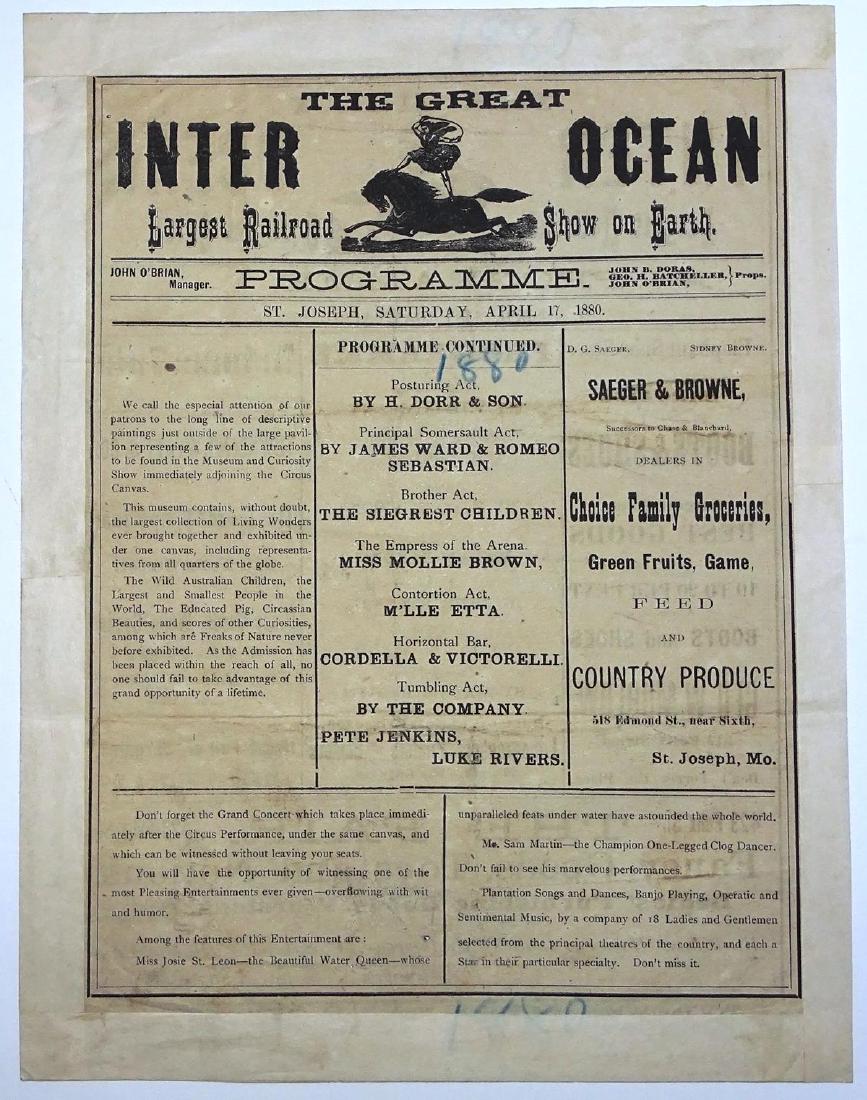 THE GREAT
INTER OCEAN
Largest Railroad Show on Earth.
JOHN O'BRIAN,
Manager.
PROGRAMME.
JOHN B. DORAS,
GEO. H. BATCHELLER,
JOHN O'BRIAN,
Props.
ST. JOSEPH, SATURDAY, APRIL 17, 1880.
We call the especial attention of our
patrons to the long line of descriptive
paintings just outside of the large pavil-
ion representing a few of the attractions
to be found in the Museum and Curiosity
Show immediately adjoining the Circus
Canvas.
This museum contains, without doubt,
the largest collection of Living Wonders
ever brought together and exhibited un-
der one canvas, including representa-
tives from all quarters of the globe.
The Wild Australian Children, the
Largest and Smallest People in the
World, The Educated Pig, Circassian
Beauties, and scores of other Curiosities,
among which are Freaks of Nature never
before exhibited. As the Admission has
been placed within the reach of all, no
one should fail to take advantage of this
grand opportunity of a lifetime.
PROGRAMME CONTINUED.
1880
Posturing Act,
BY H. DORR & SON.
Principal Somersault Act,
BY JAMES WARD & ROMEO
SEBASTIAN.
Brother Act,
THE SIEGREST CHILDREN.
The Empress of the Arena.
MISS MOLLIE BROWN,
Contortion Act,
M'LLE ETTA.
Horizontal Bar,
CORDELLA & VICTORELLI.
Tumbling Act,
BY THE COMPANY.
PETE JENKINS,
LUKE RIVERS.
D. G. SAEGER. SIDNEY BROWNE.
SAEGER & BROWNE,
Successors to Chase & Blanchard,
DEALERS IN
Choice Family Groceries,
Green Fruits, Game,
FEED
AND
COUNTRY PRODUCE
518 Edmond St., near Sixth,
St. Joseph, Mo.
Don't forget the Grand Concert which takes place immedi-
ately after the Circus Performance, under the same canvas, and
which can be witnessed without leaving your seats.
You will have the opportunity of witnessing one of the
most Pleasing Entertainments ever given—overflowing with wit
and humor.
Among the features of this Entertainment are:
Miss Josie St. Leon—the Beautiful Water Queen—whose
unparalleled feats under water have astounded the whole world.
Mr. Sam Martin—the Champion One-Legged Clog Dancer.
Don't fail to see his marvelous performances.
Plantation Songs and Dances, Banjo Playing, Operatic and
Sentimental Music, by a company of 18 Ladies and Gentlemen
selected from the principal theatres of the country, and each a
Star in their particular specialty. Don't miss it.